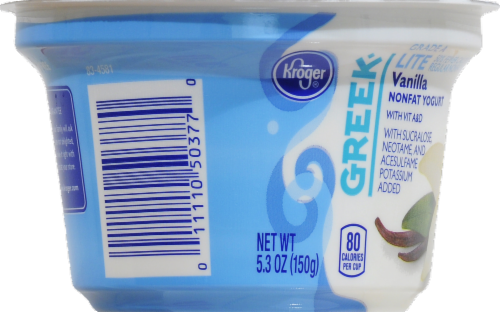 GRADE A
LITE
GREEK
Vanilla
NONFAT YOGURT
WITH VIT A&D
WITH SUCRALOSE,
NEOTAME, AND
ACESULFAME
POTASSIUM
ADDED
Kroger
®
NET WT
5.3 OZ (150g)
80
CALORIES
PER CUP
0 11110 50377 0